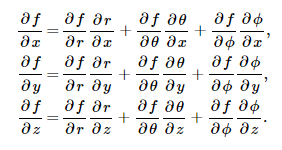 ∂f/∂x = ∂f/∂r ∂r/∂x + ∂f/∂θ ∂θ/∂x + ∂f/∂ϕ ∂ϕ/∂x,
∂f/∂y = ∂f/∂r ∂r/∂y + ∂f/∂θ ∂θ/∂y + ∂f/∂ϕ ∂ϕ/∂y,
∂f/∂z = ∂f/∂r ∂r/∂z + ∂f/∂θ ∂θ/∂z + ∂f/∂ϕ ∂ϕ/∂z.